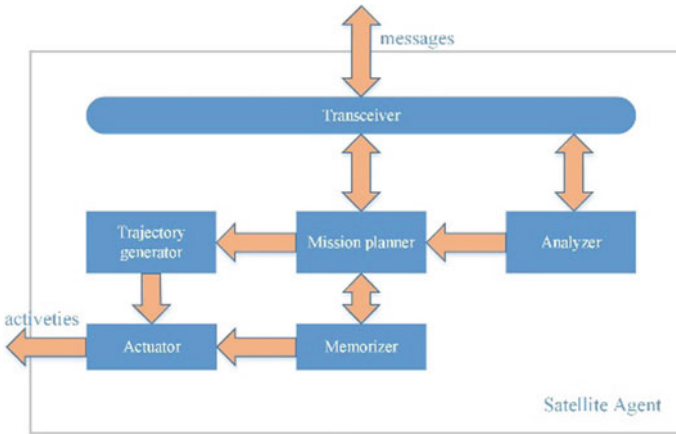 messages
Transceiver
Trajectory
generator
Mission planner
Analyzer
activeties
Actuator
Memorizer
Satellite Agent